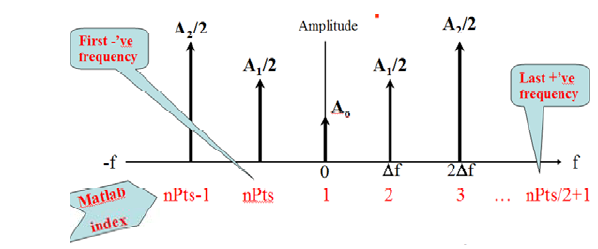 A₂/2
Amplitude
A₂/2
First -'ve
frequency
A₁/2
A₁/2
Last +'ve
frequency
A₀
-f
0
Δf
2Δf
f
Matlab
index
nPts-1
nPts
1
2
3
...
nPts/2+1